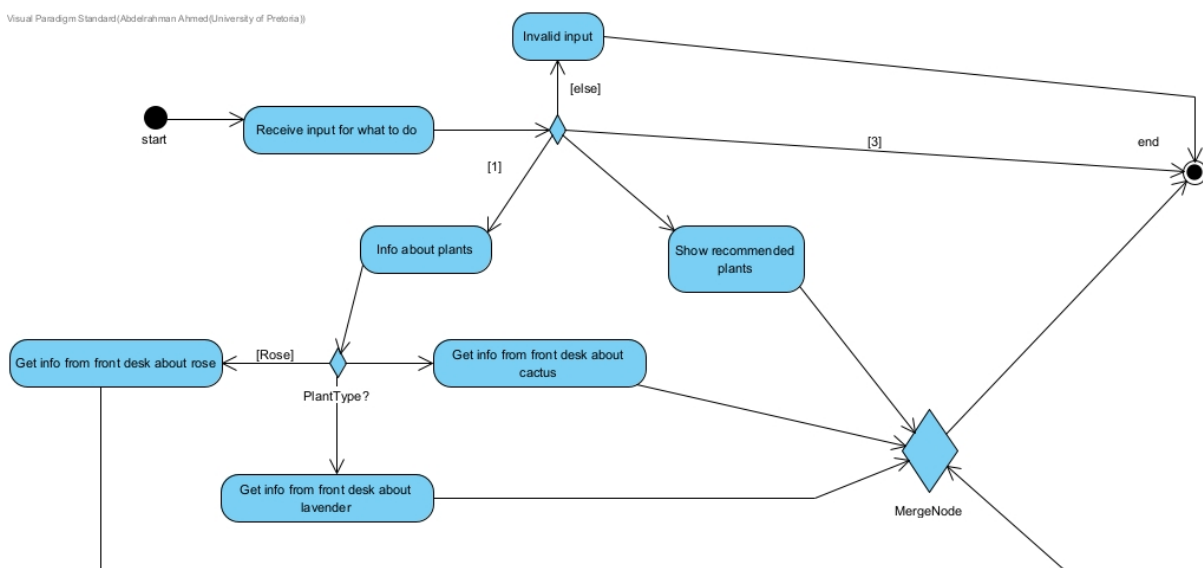 Visual Paradigm Standard(Abdelrahman Ahmed(University of Pretoria))
Invalid input
[else]
Receive input for what to do
start
[3]
end
[1]
Info about plants
Show recommended
plants
Get info from front desk about rose
[Rose]
Get info from front desk about
cactus
PlantType?
Get info from front desk about
lavender
MergeNode